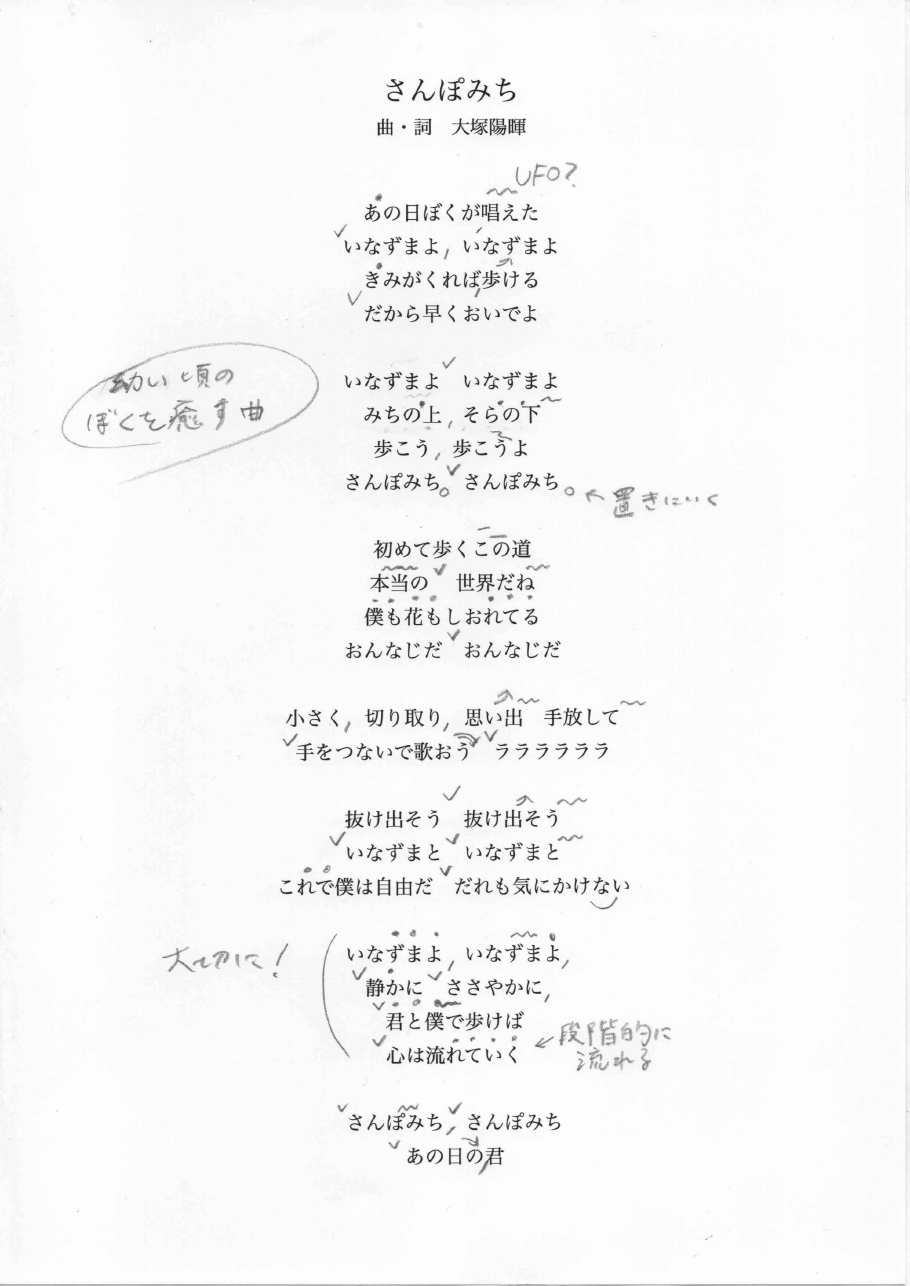 さんぽみち
曲・詞　大塚陽暉
UFO?
あの日ぼくが唱えた
いなずまよ, いなずまよ
きみがくれば歩ける
だから早くおいでよ
幼い頃の
ぼくを癒す曲
いなずまよ　いなずまよ
みちの上, そらの下
歩こう, 歩こうよ
さんぽみち。さんぽみち。
←置きにいく
初めて歩くこの道
本当の　世界だね
僕も花もしおれてる
おんなじだ　おんなじだ
小さく, 切り取り, 思い出　手放して
手をつないで歌おう　ララララララ
抜け出そう　抜け出そう
いなずまと　いなずまと
これで僕は自由だ　だれも気にかけない
大切に!
いなずまよ, いなずまよ,
静かに　ささやかに,
君と僕で歩けば
心は流れていく
←段階的に
流れる
さんぽみち, さんぽみち
あの日の君